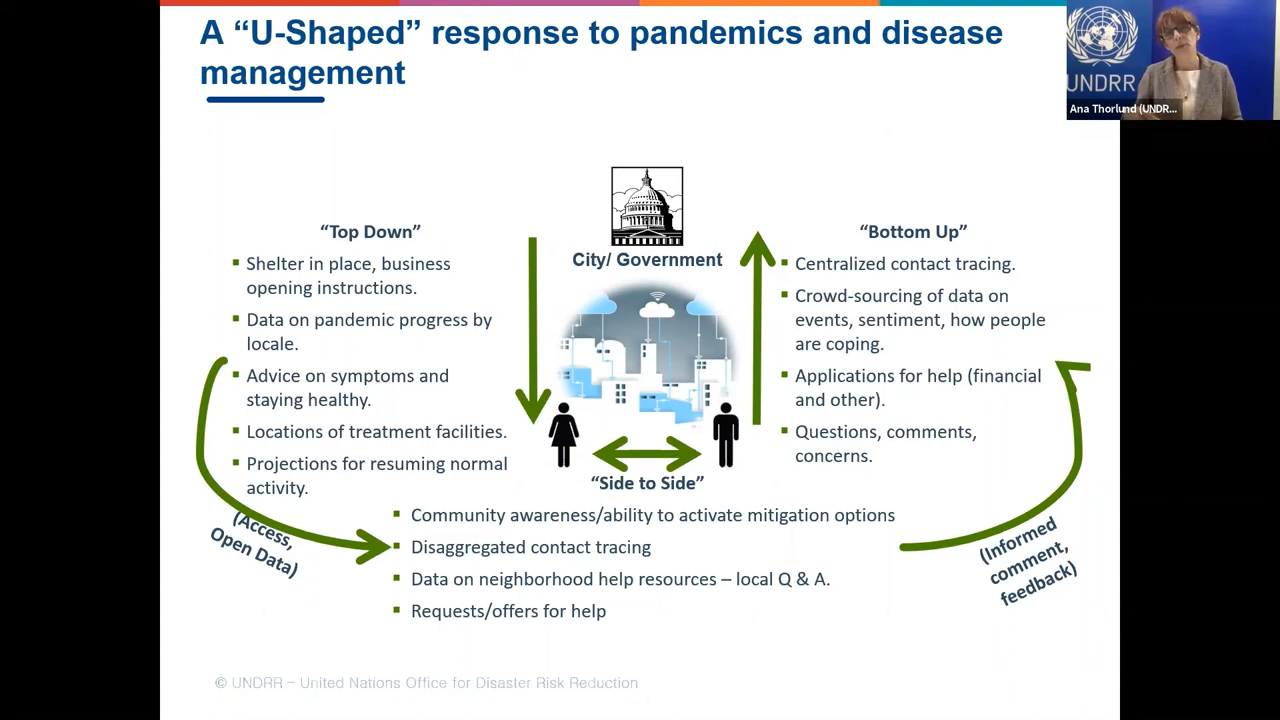 A “U-Shaped” response to pandemics and disease
management
UNDRR
Ana Thorlund (UNDR...
City/ Government
“Top Down”
▪ Shelter in place, business
opening instructions.
▪ Data on pandemic progress by
locale.
▪ Advice on symptoms and
staying healthy.
▪ Locations of treatment facilities.
▪ Projections for resuming normal
activity.
“Bottom Up”
▪ Centralized contact tracing.
▪ Crowd-sourcing of data on
events, sentiment, how people
are coping.
▪ Applications for help (financial
and other).
▪ Questions, comments,
concerns.
“Side to Side”
▪ Community awareness/ability to activate mitigation options
▪ Disaggregated contact tracing
▪ Data on neighborhood help resources – local Q & A.
▪ Requests/offers for help
(Access,
Open Data)
(Informed
comment,
feedback)
© UNDRR – United Nations Office for Disaster Risk Reduction